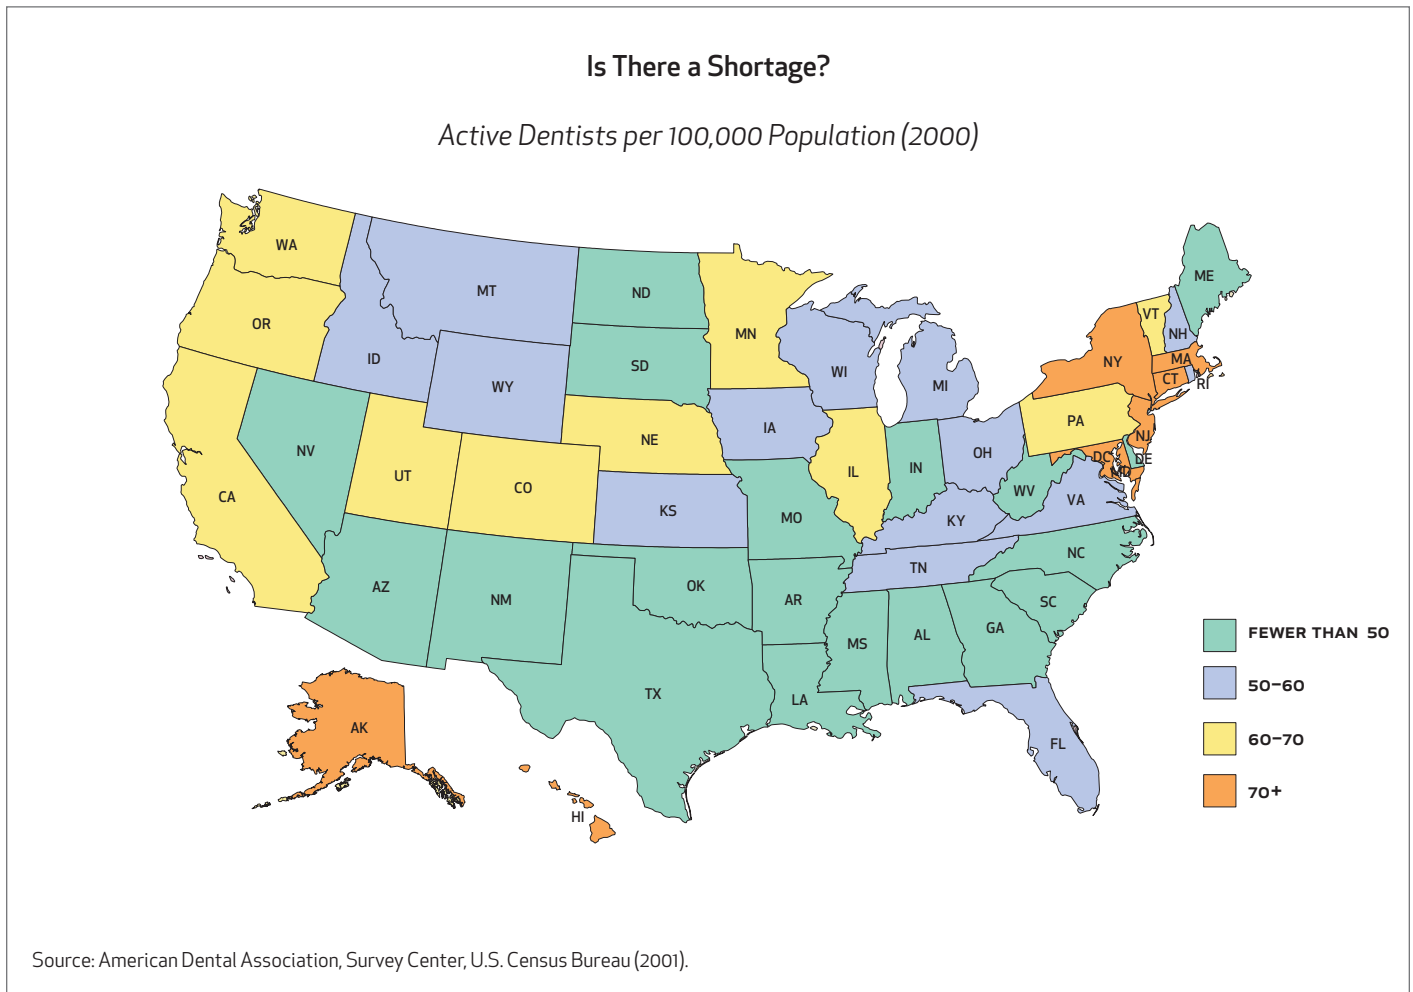 Is There a Shortage?
Active Dentists per 100,000 Population (2000)
WA
MT
ND
MN
ME
VT
NH
OR
ID
WY
SD
WI
MI
NY
MA
CT
RI
NV
UT
CO
NE
IA
IL
IN
OH
PA
NJ
DC
DE
MD
CA
KS
MO
KY
WV
VA
AZ
NM
OK
AR
TN
NC
SC
TX
LA
MS
AL
GA
FL
AK
HI
FEWER THAN 50
50–60
60–70
70+
Source: American Dental Association, Survey Center, U.S. Census Bureau (2001).